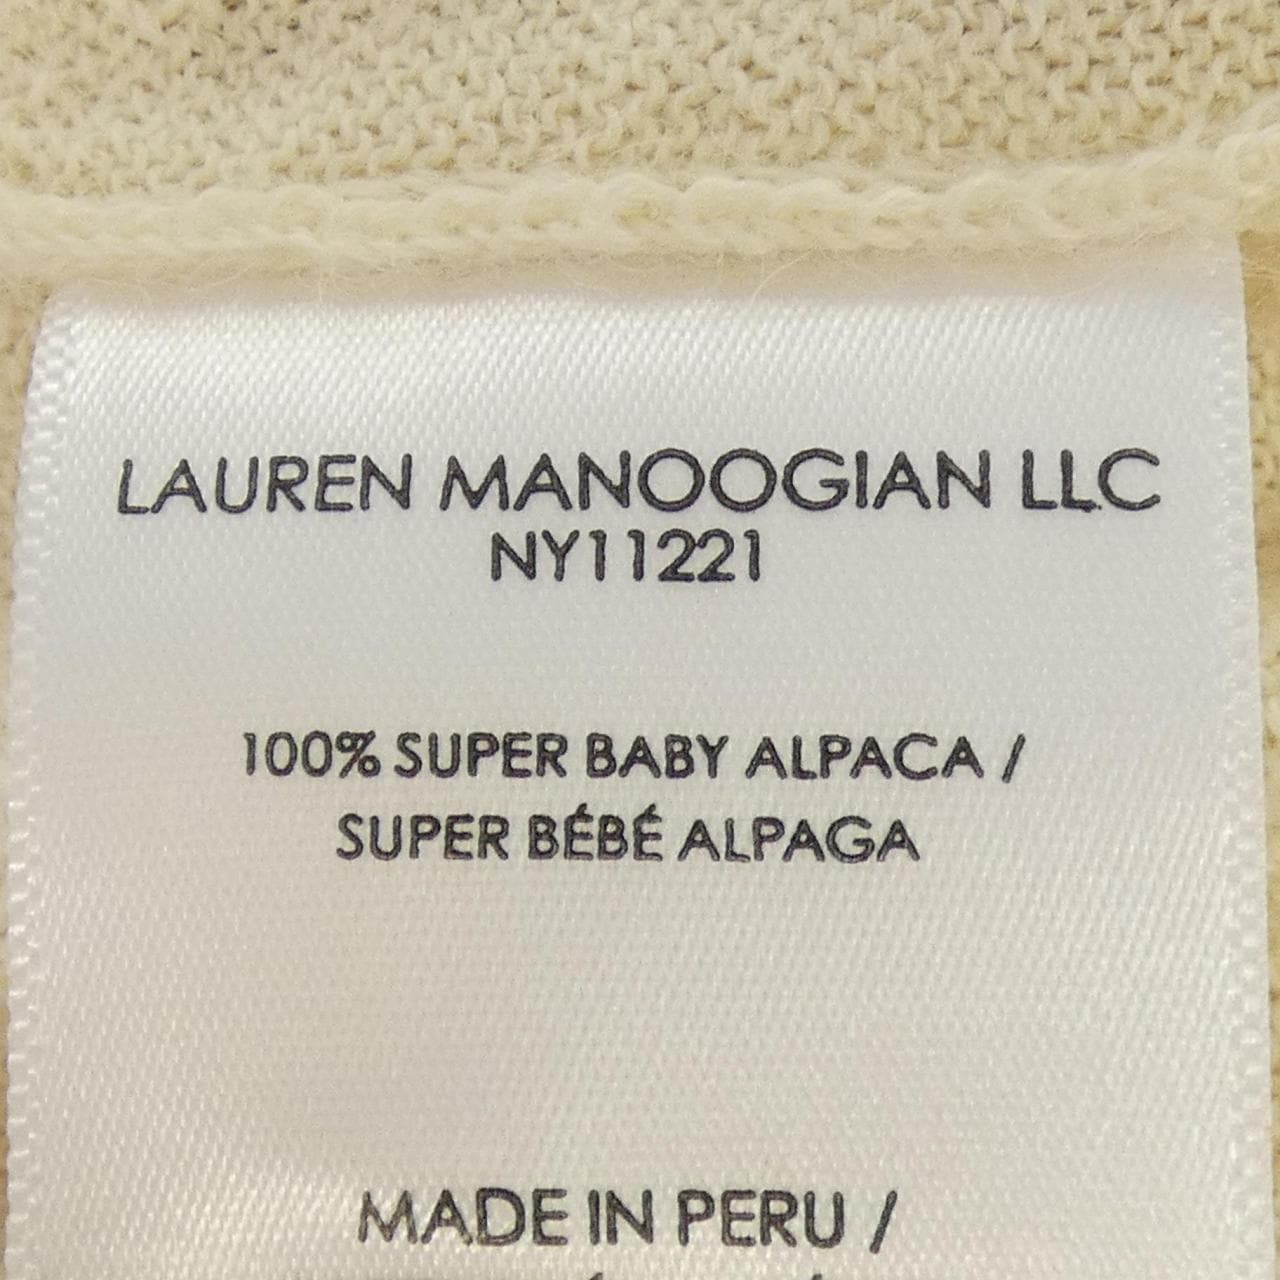 LAUREN MANOOGIAN LLC
NY11221
100% SUPER BABY ALPACA /
SUPER BÉBÉ ALPAGA
MADE IN PERU /